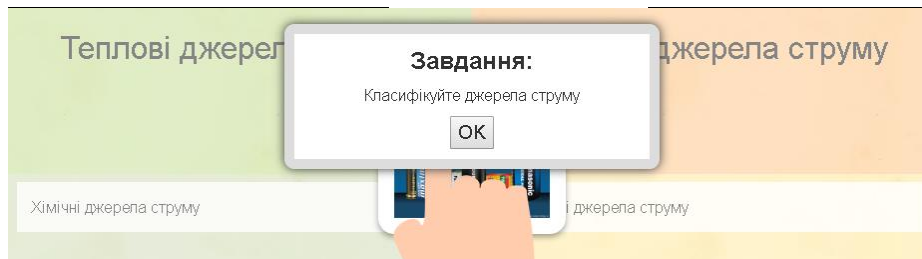 Теплові джерел
джерела струму
Завдання:
Класифікуйте джерела струму
OK
Хімічні джерела струму
і джерела струму